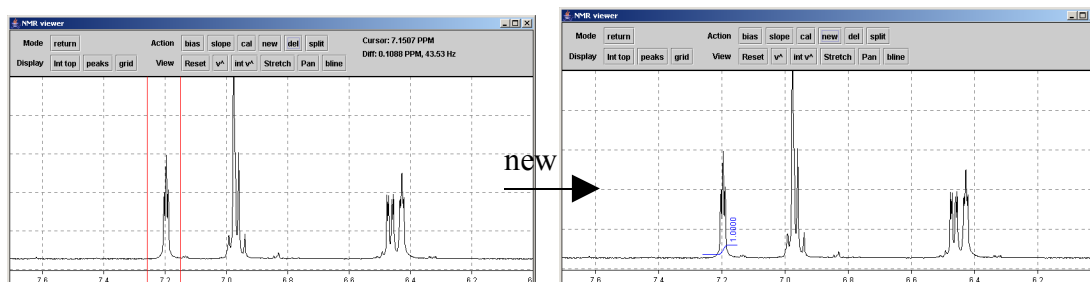 NMR viewer
Mode return Action bias slope cal new del split Cursor: 7.1507 PPM
Diff: 0.1088 PPM, 43.53 Hz
Display Int top peaks grid View Reset v^ int v^ Stretch Pan bline
7.6 7.4 7.2 7.0 6.8 6.6 6.4 6.2
new
NMR viewer
Mode return Action bias slope cal new del split
Display Int top peaks grid View Reset v^ int v^ Stretch Pan bline
1.0000
7.6 7.4 7.2 7.0 6.8 6.6 6.4 6.2